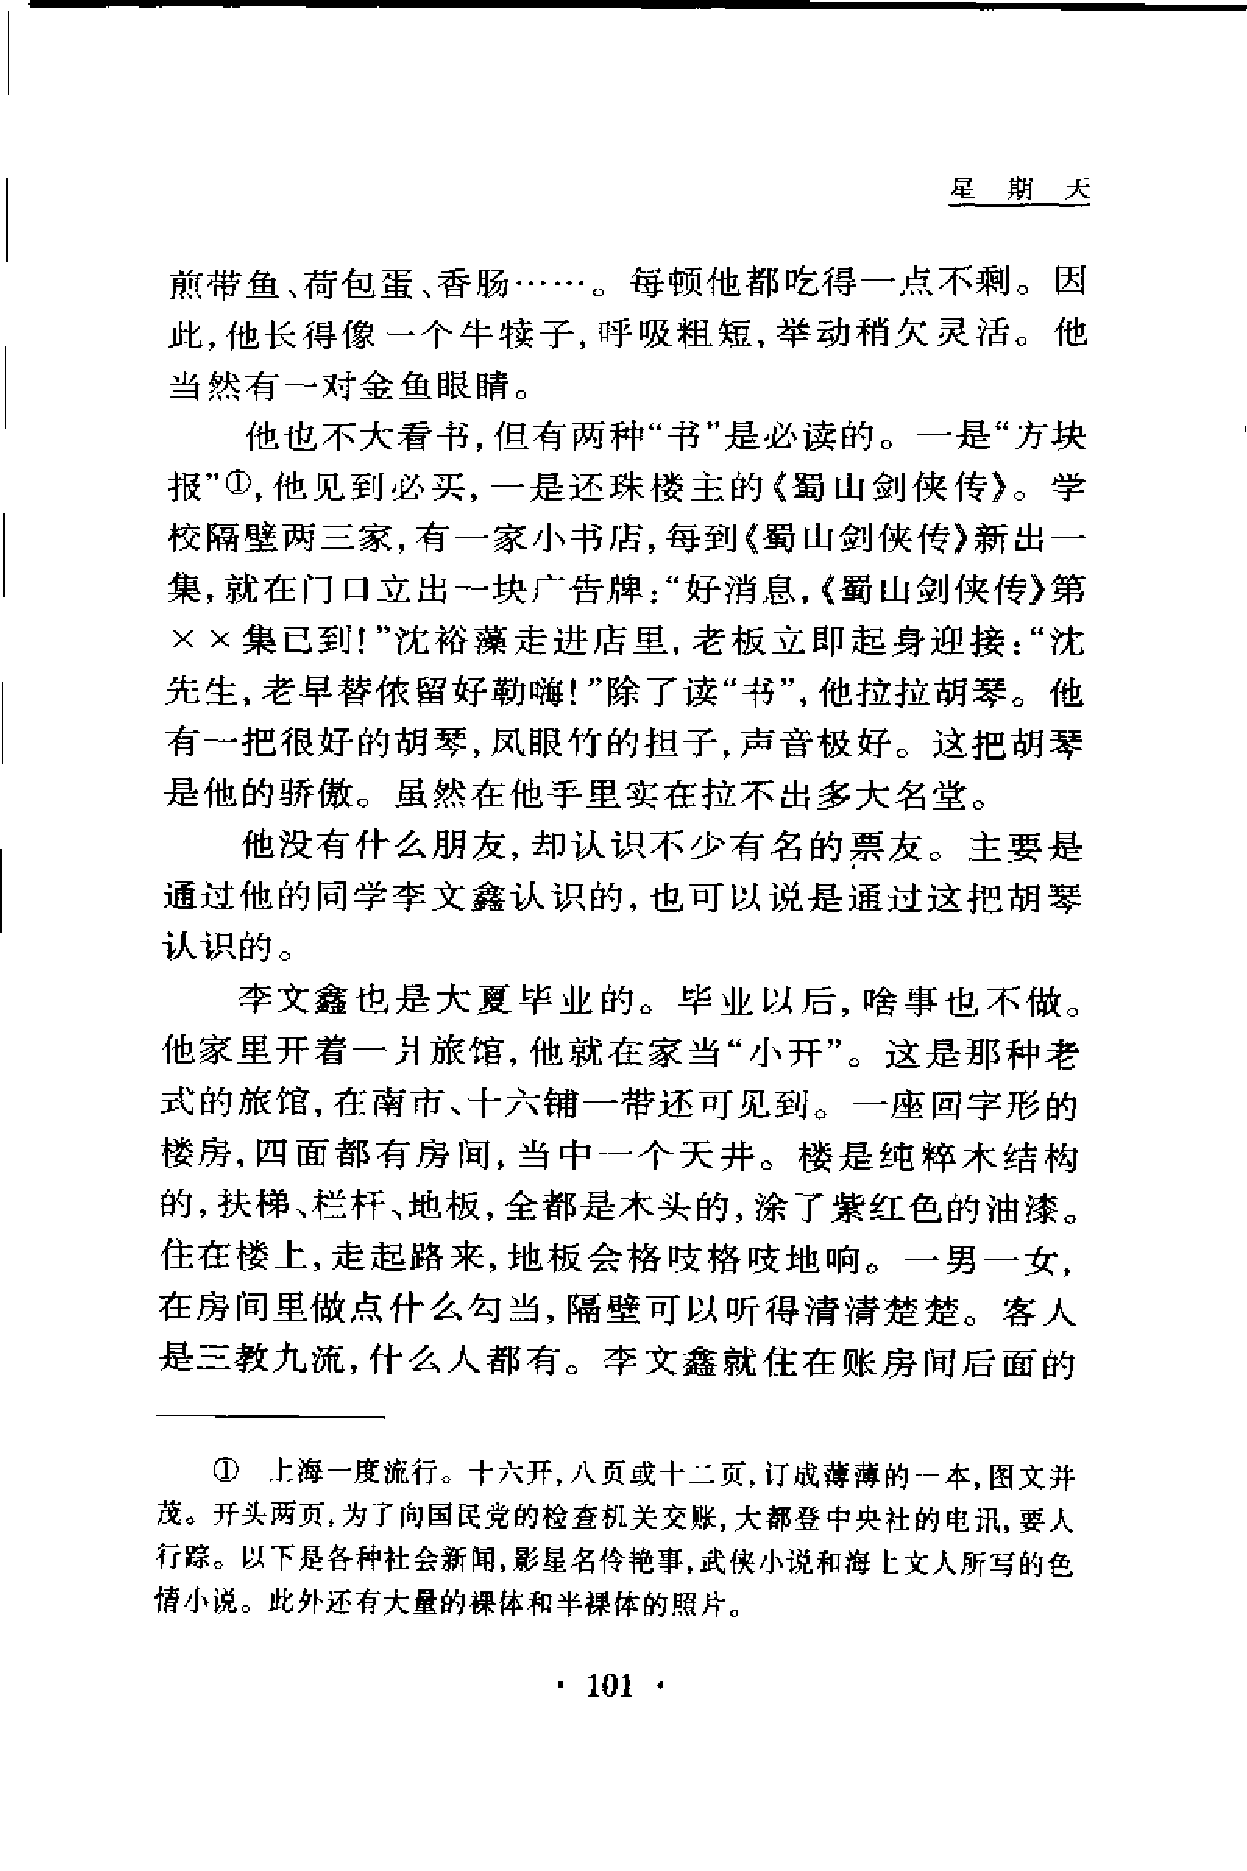 星 期 天
煎带鱼、荷包蛋、香肠……。每顿他都吃得一点不剩。因
此,他长得像一个牛犊子,呼吸粗短,举动稍欠灵活。他
当然有一对金鱼眼睛。
他也不大看书,但有两种“书”是必读的。一是“方块
报”①,他见到必买,一是还珠楼主的《蜀山剑侠传》。学
校隔壁两三家,有一家小书店,每到《蜀山剑侠传》新出一
集,就在门口立出一块广告牌:“好消息,《蜀山剑侠传》第
××集已到!”沈裕藻走进店里,老板立即起身迎接:“沈
先生,老早替侬留好勒嗨!”除了读“书”,他拉拉胡琴。他
有一把很好的胡琴,凤眼竹的担子,声音极好。这把胡琴
是他的骄傲。虽然在他手里实在拉不出多大名堂。
他没有什么朋友,却认识不少有名的票友。主要是
通过他的同学李文鑫认识的,也可以说是通过这把胡琴
认识的。
李文鑫也是大夏毕业的。毕业以后,啥事也不做。
他家里开着一爿旅馆,他就在家当“小开”。这是那种老
式的旅馆,在南市、十六铺一带还可见到。一座回字形的
楼房,四面都有房间,当中一个天井。楼是纯粹木结构
的,扶梯、栏杆、地板,全都是木头的,涂了紫红色的油漆。
住在楼上,走起路来,地板会格吱格吱地响。一男一女,
在房间里做点什么勾当,隔壁可以听得清清楚楚。客人
是三教九流,什么人都有。李文鑫就住在账房间后面的
① 上海一度流行。十六开,八页或十二页,订成薄薄的一本,图文并
茂。开头两页,为了向国民党的检查机关交账,大都登中央社的电讯,要人
行踪。以下是各种社会新闻,影星名伶艳事,武侠小说和海上文人所写的色
情小说。此外还有大量的裸体和半裸体的照片。
· 101 ·